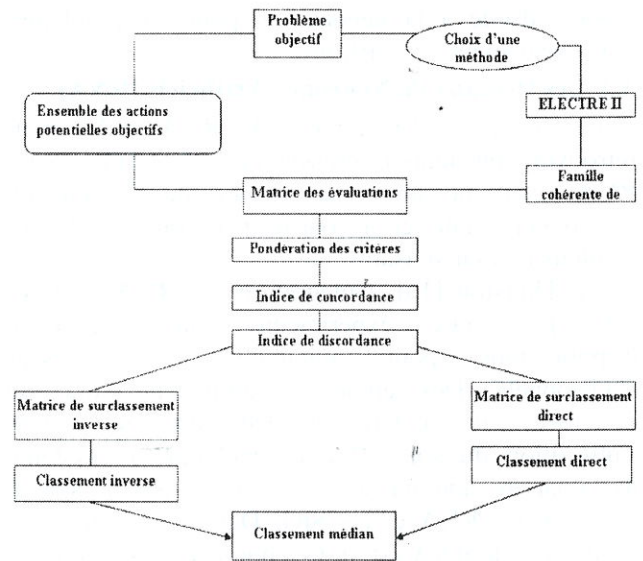 Problème
objectif
Choix d'une
méthode
Ensemble des actions
potentielles objectifs
ELECTRE II
Famille
cohérente de
Matrice des évaluations
Ponderation des criteres
Indice de concordance
Indice de discordance
Matrice de surclassement
inverse
Matrice de surclassement
direct
Classement inverse
Classement direct
Classement médian